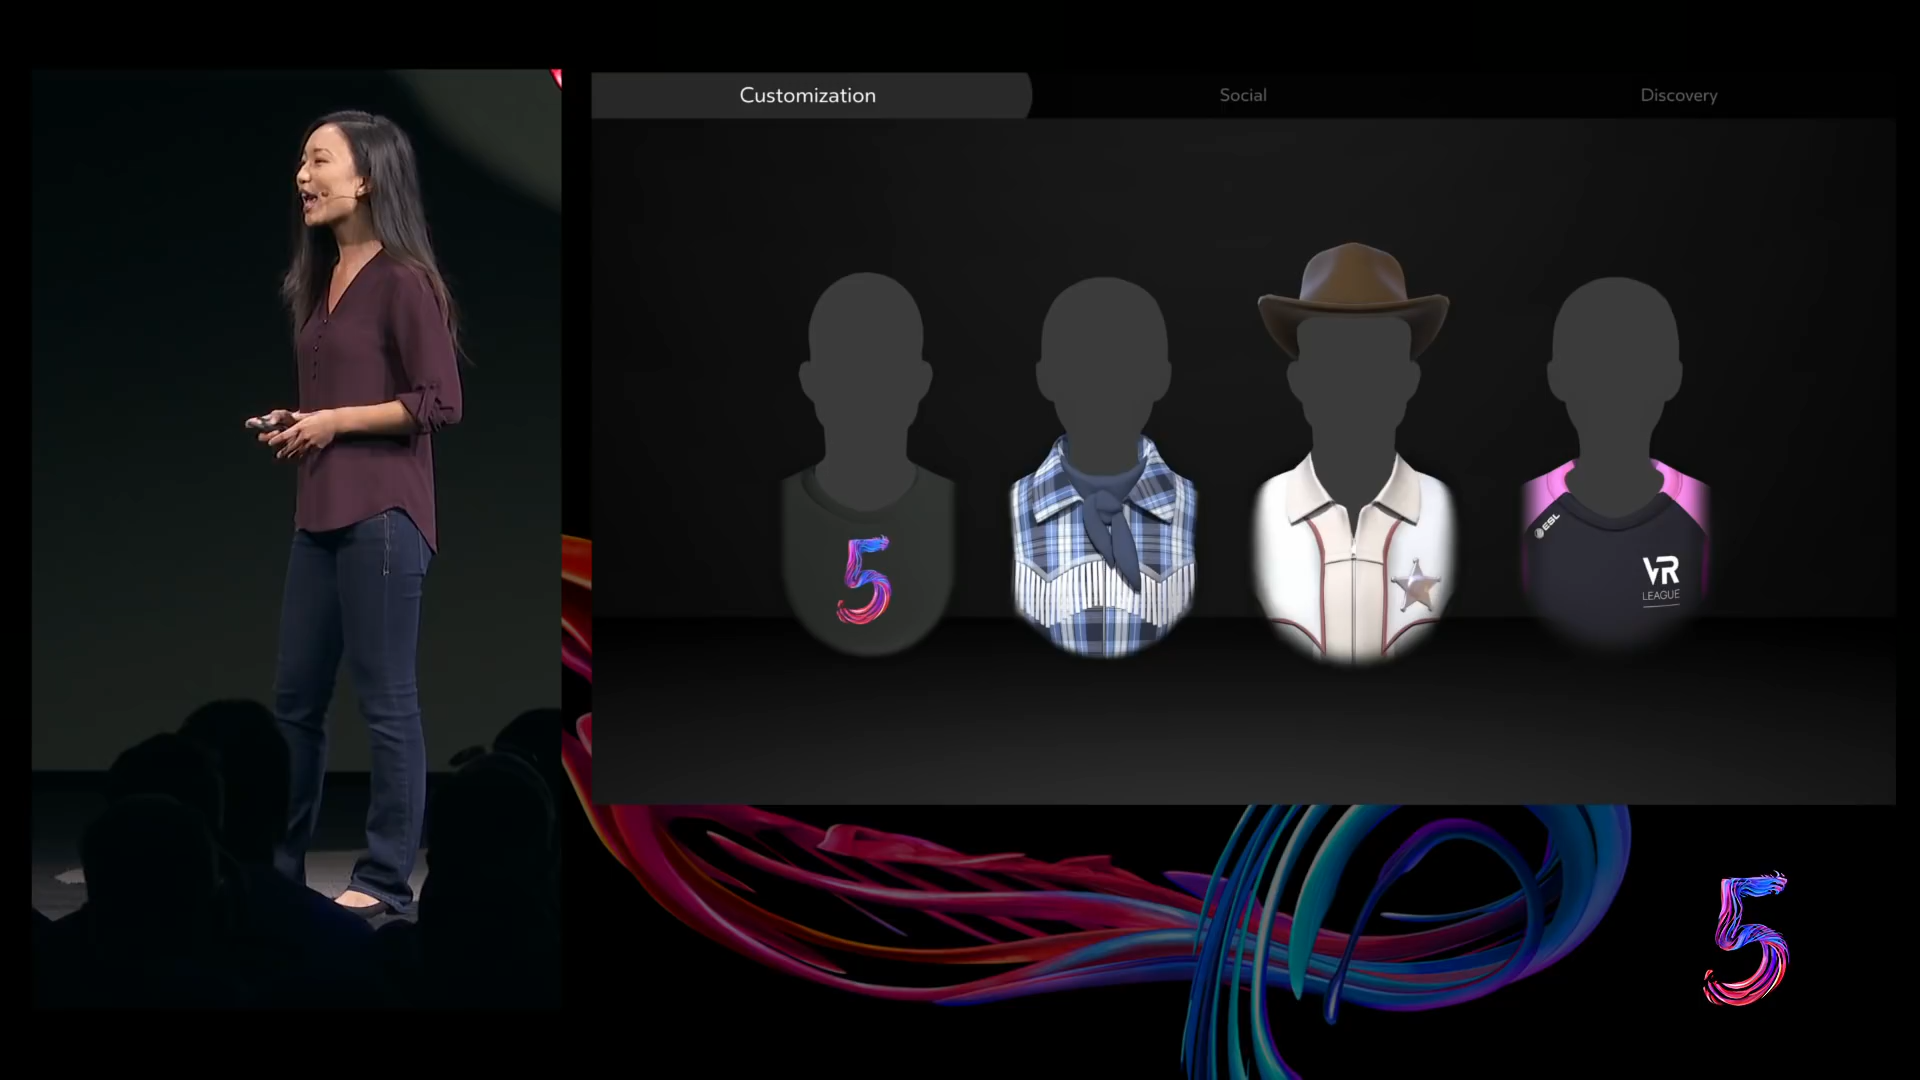 Customization
Social
Discovery
5
ESL
VR
LEAGUE
5